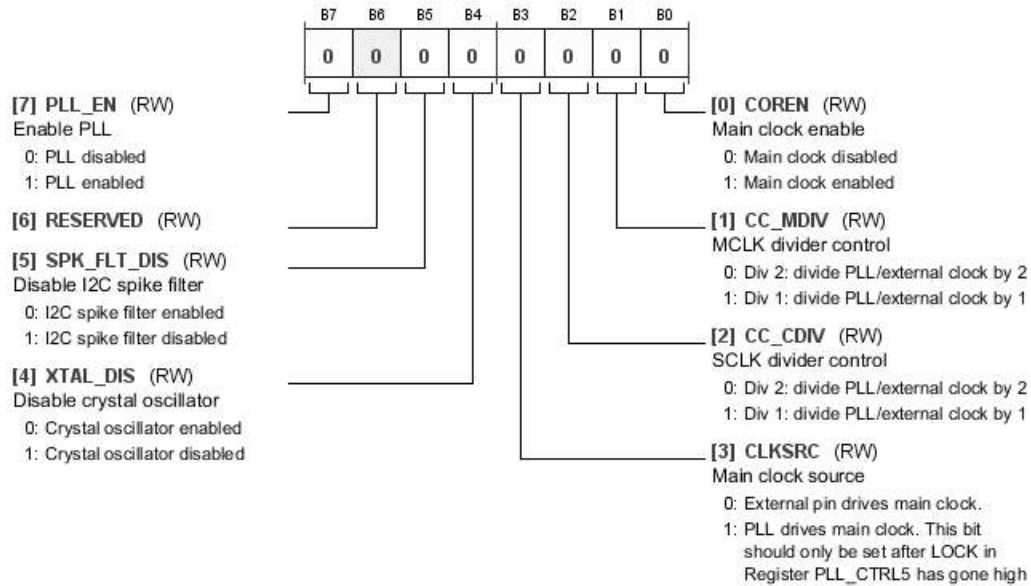 B7 B6 B5 B4 B3 B2 B1 B0
0 0 0 0 0 0 0 0
[7] PLL_EN (RW)
Enable PLL
0: PLL disabled
1: PLL enabled
[6] RESERVED (RW)
[5] SPK_FLT_DIS (RW)
Disable I2C spike filter
0: I2C spike filter enabled
1: I2C spike filter disabled
[4] XTAL_DIS (RW)
Disable crystal oscillator
0: Crystal oscillator enabled
1: Crystal oscillator disabled
[0] COREN (RW)
Main clock enable
0: Main clock disabled
1: Main clock enabled
[1] CC_MDIV (RW)
MCLK divider control
0: Div 2: divide PLL/external clock by 2
1: Div 1: divide PLL/external clock by 1
[2] CC_CDIV (RW)
SCLK divider control
0: Div 2: divide PLL/external clock by 2
1: Div 1: divide PLL/external clock by 1
[3] CLKSRC (RW)
Main clock source
0: External pin drives main clock.
1: PLL drives main clock. This bit
should only be set after LOCK in
Register PLL_CTRL5 has gone high